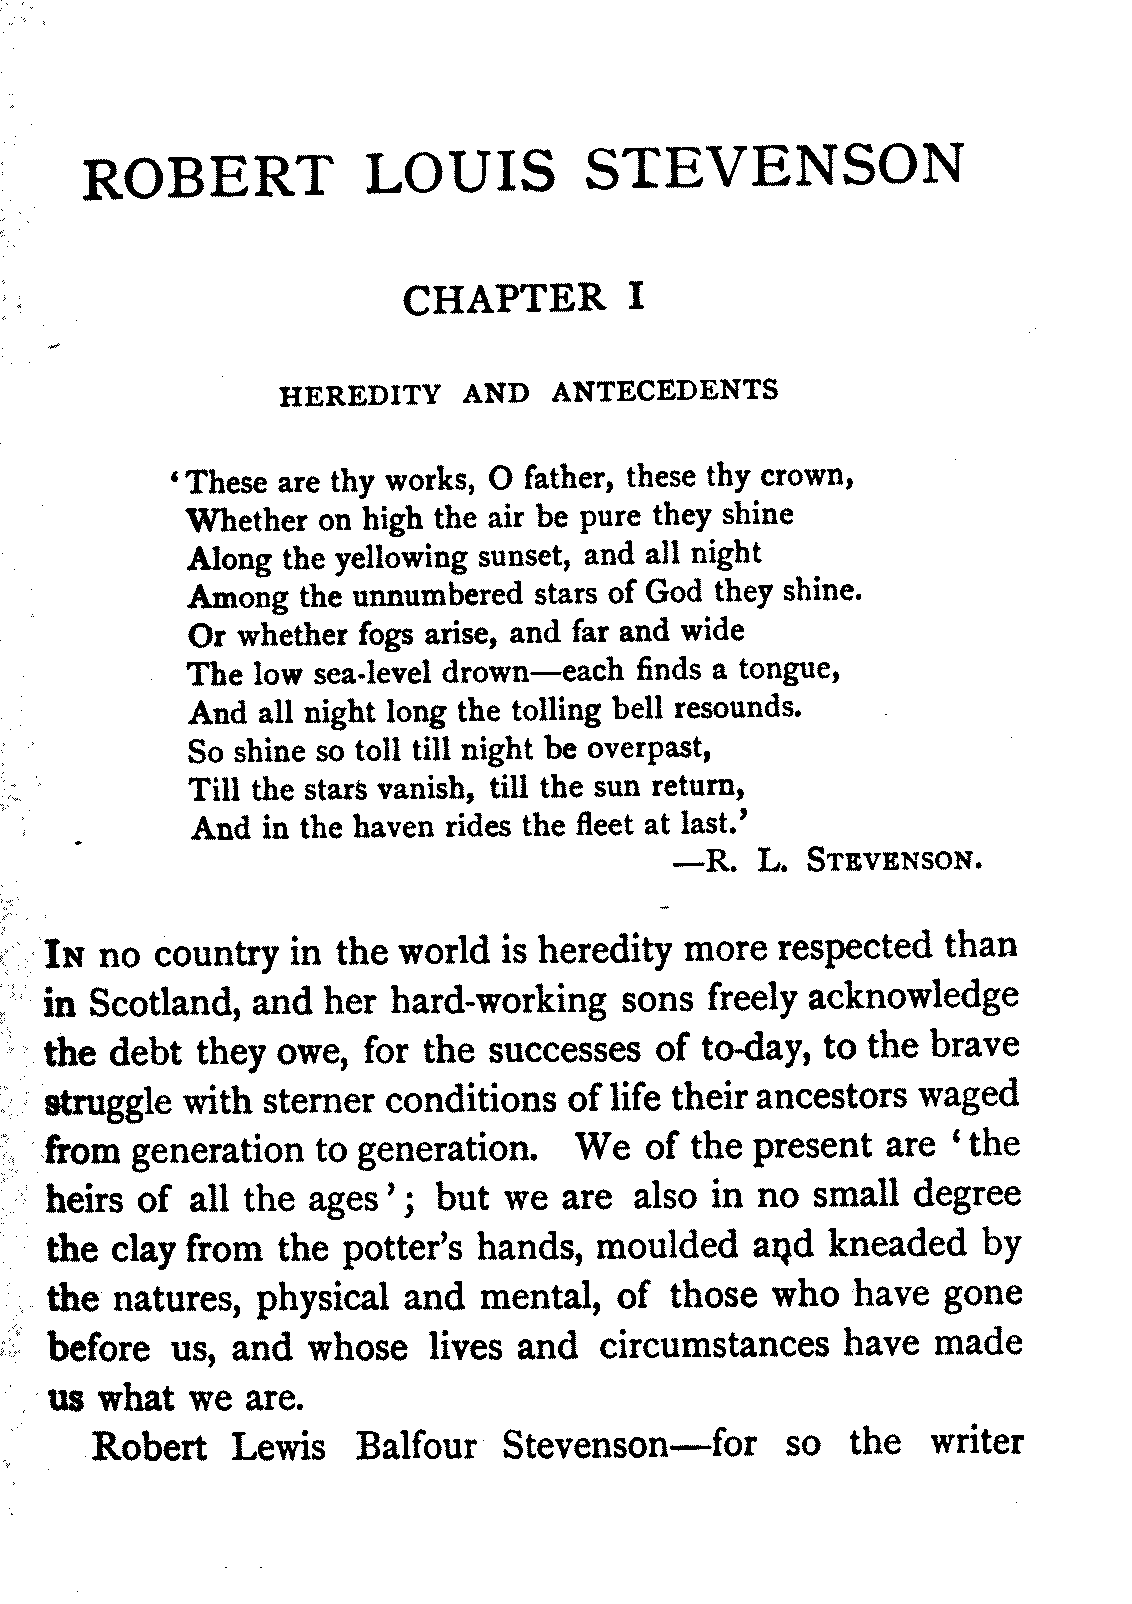 ROBERT LOUIS STEVENSON
CHAPTER I
HEREDITY AND ANTECEDENTS
‘These are thy works, O father, these thy crown,
Whether on high the air be pure they shine
Along the yellowing sunset, and all night
Among the unnumbered stars of God they shine.
Or whether fogs arise, and far and wide
The low sea-level drown—each finds a tongue,
And all night long the tolling bell resounds.
So shine so toll till night be overpast,
Till the stars vanish, till the sun return,
And in the haven rides the fleet at last.’
—R. L. STEVENSON.
IN no country in the world is heredity more respected than
in Scotland, and her hard-working sons freely acknowledge
the debt they owe, for the successes of to-day, to the brave
struggle with sterner conditions of life their ancestors waged
from generation to generation. We of the present are ‘the
heirs of all the ages’; but we are also in no small degree
the clay from the potter’s hands, moulded and kneaded by
the natures, physical and mental, of those who have gone
before us, and whose lives and circumstances have made
us what we are.
Robert Lewis Balfour Stevenson—for so the writer